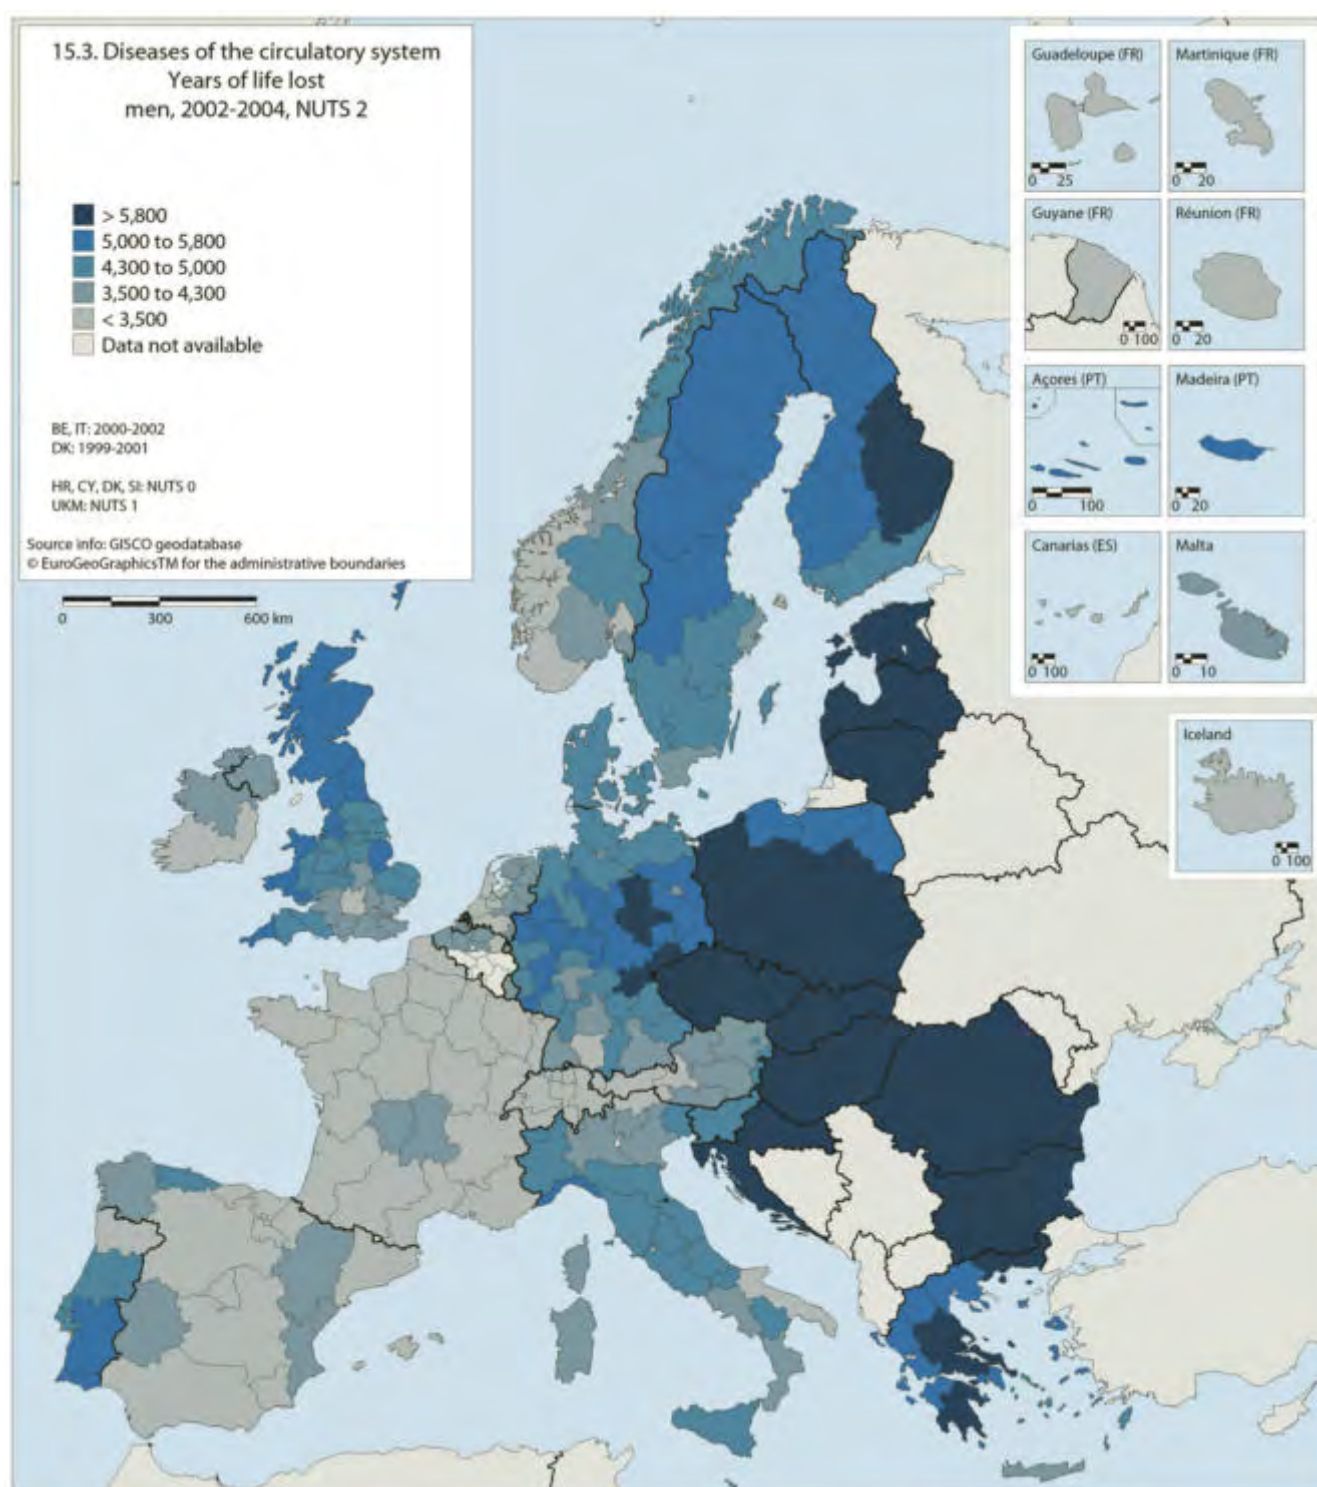 15.3. Diseases of the circulatory system
Years of life lost
men, 2002-2004, NUTS 2
> 5,800
5,000 to 5,800
4,300 to 5,000
3,500 to 4,300
< 3,500
Data not available
BE, IT: 2000-2002
DK: 1999-2001
HR, CY, DK, SI: NUTS 0
UKM: NUTS 1
Source info: GISCO geodatabase
© EuroGeoGraphicsTM for the administrative boundaries
0 300 600 km
Guadeloupe (FR)
0 25
Martinique (FR)
0 20
Guyane (FR)
0 100
Réunion (FR)
0 20
Açores (PT)
0 100
Madeira (PT)
0 20
Canarias (ES)
0 100
Malta
0 10
Iceland
0 100